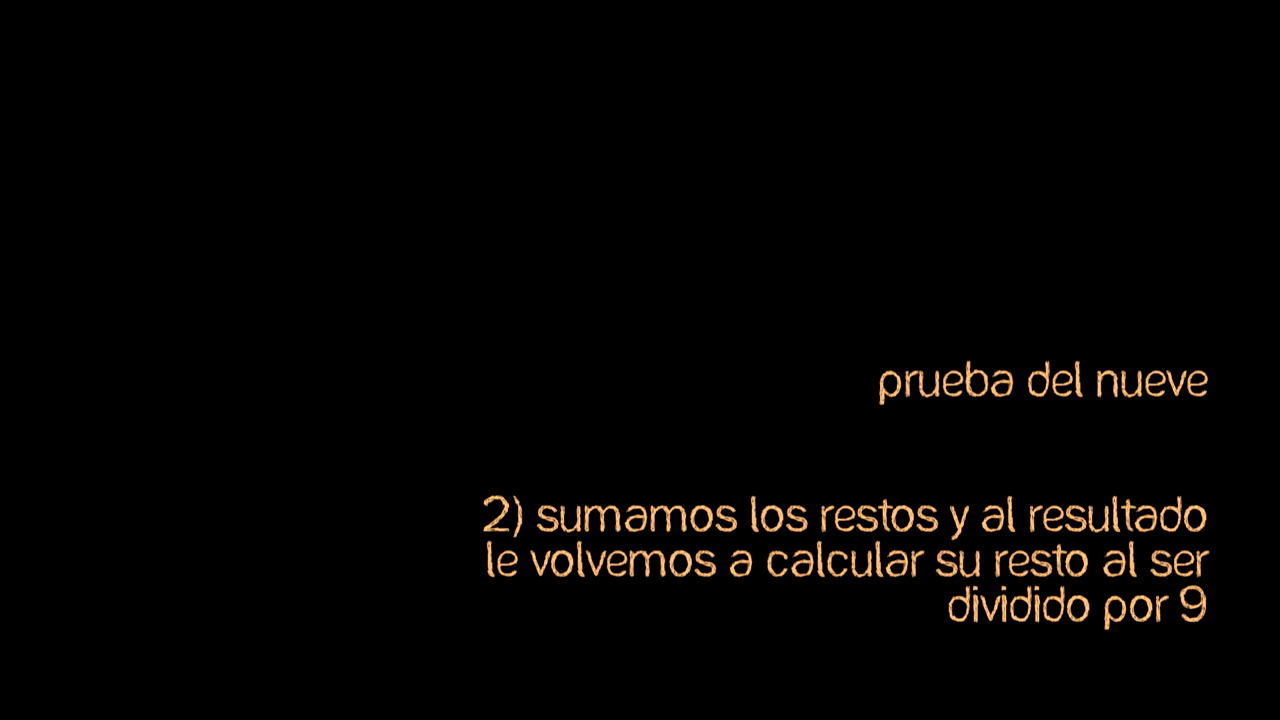 prueba del nueve
2) sumamos los restos y al resultado
le volvemos a calcular su resto al ser
dividido por 9